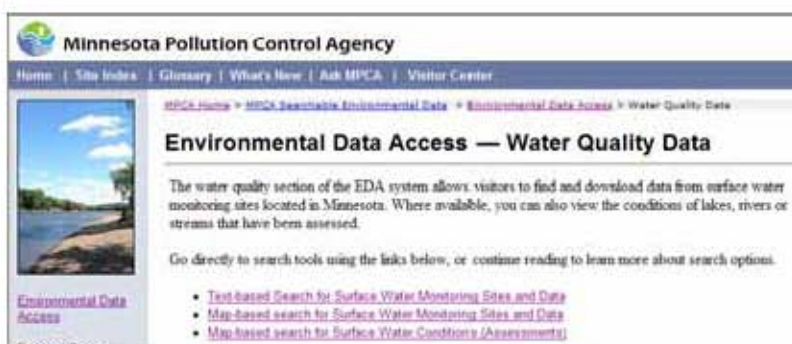 Minnesota Pollution Control Agency
Home | Site Index | Glossary | What's New | Ask MPCA | Visitor Center
MPCA Home > MPCA Searchable Environmental Data > Environmental Data Access > Water Quality Data
Environmental Data Access — Water Quality Data
The water quality section of the EDA system allows visitors to find and download data from surface water
monitoring sites located in Minnesota. Where available, you can also view the conditions of lakes, rivers or
streams that have been assessed.
Go directly to search tools using the links below, or continue reading to learn more about search options.
Text-based Search for Surface Water Monitoring Sites and Data
Map-based search for Surface Water Monitoring Sites and Data
Map-based search for Surface Water Conditions (Assessments)
Environmental Data
Access